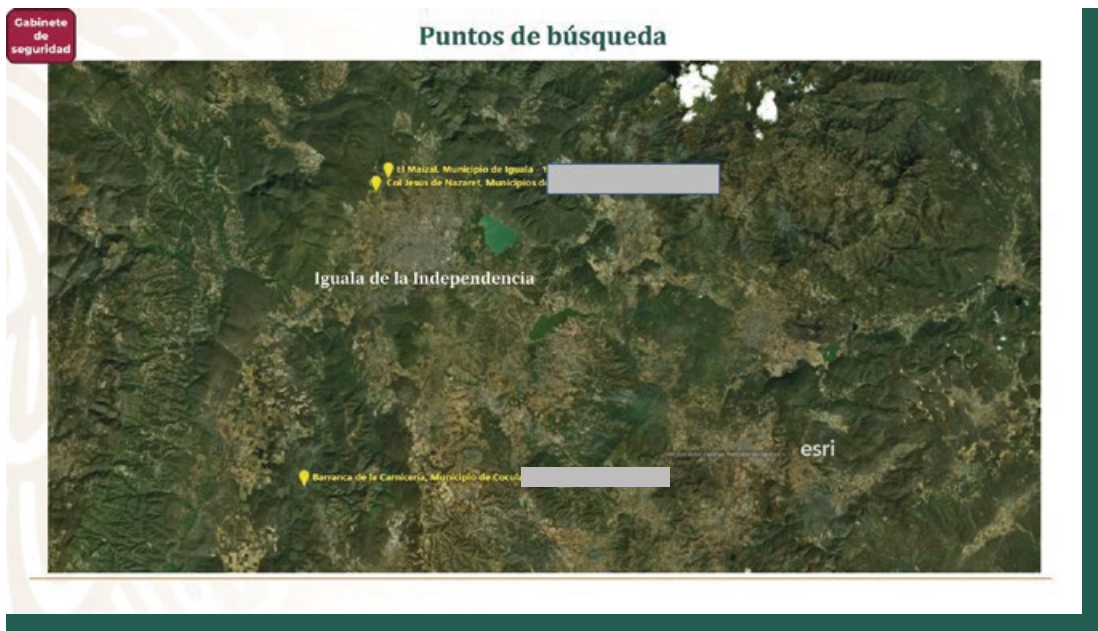 Gabinete
de
seguridad
Puntos de búsqueda
El Maizal, Municipio de Iguala -
Col Jesus de Nazaret, Municipios de
Iguala de la Independencia
esri
Barranca de la Carnicería, Municipio de Cocula